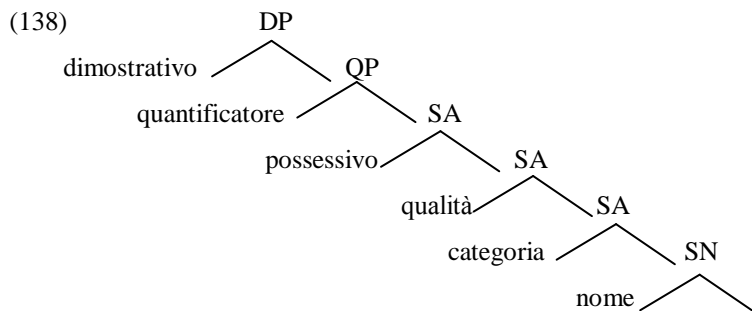 (138) DP
dimostrativo QP
quantificatore SA
possessivo SA
qualità SA
categoria SN
nome